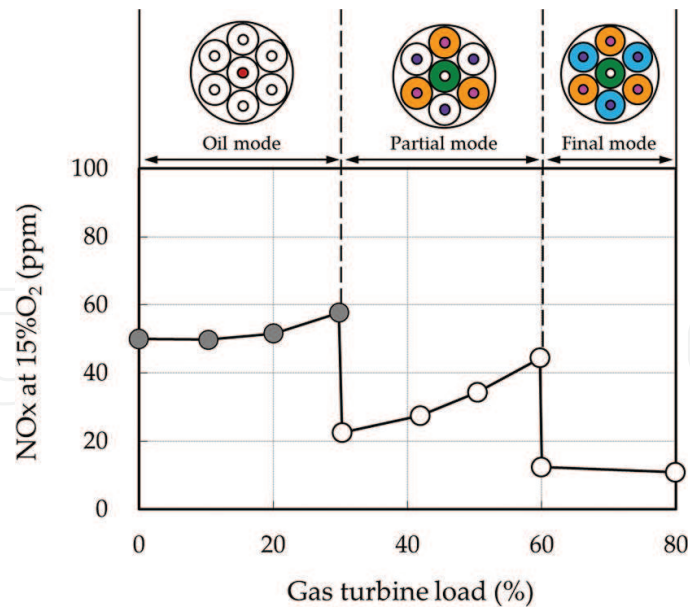 Oil mode
Partial mode
Final mode
100
80
60
40
20
0
NOx at 15%O₂ (ppm)
0 20 40 60 80
Gas turbine load (%)